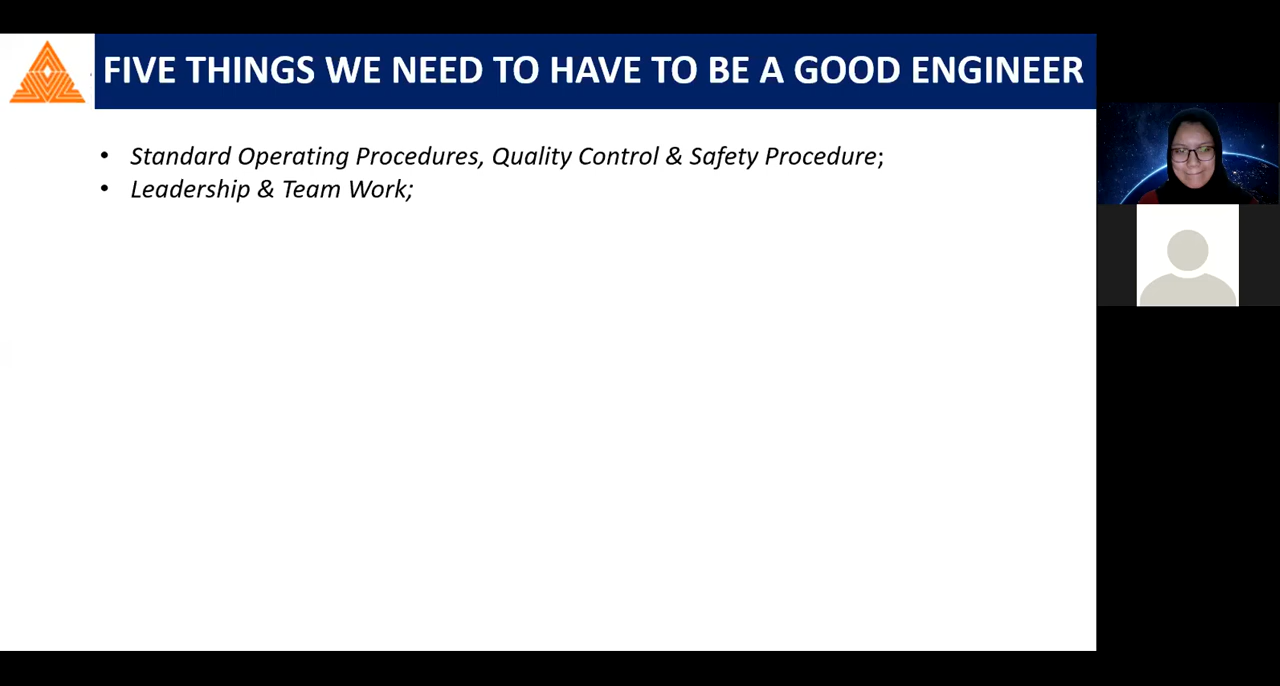 FIVE THINGS WE NEED TO HAVE TO BE A GOOD ENGINEER
• Standard Operating Procedures, Quality Control & Safety Procedure;
• Leadership & Team Work;